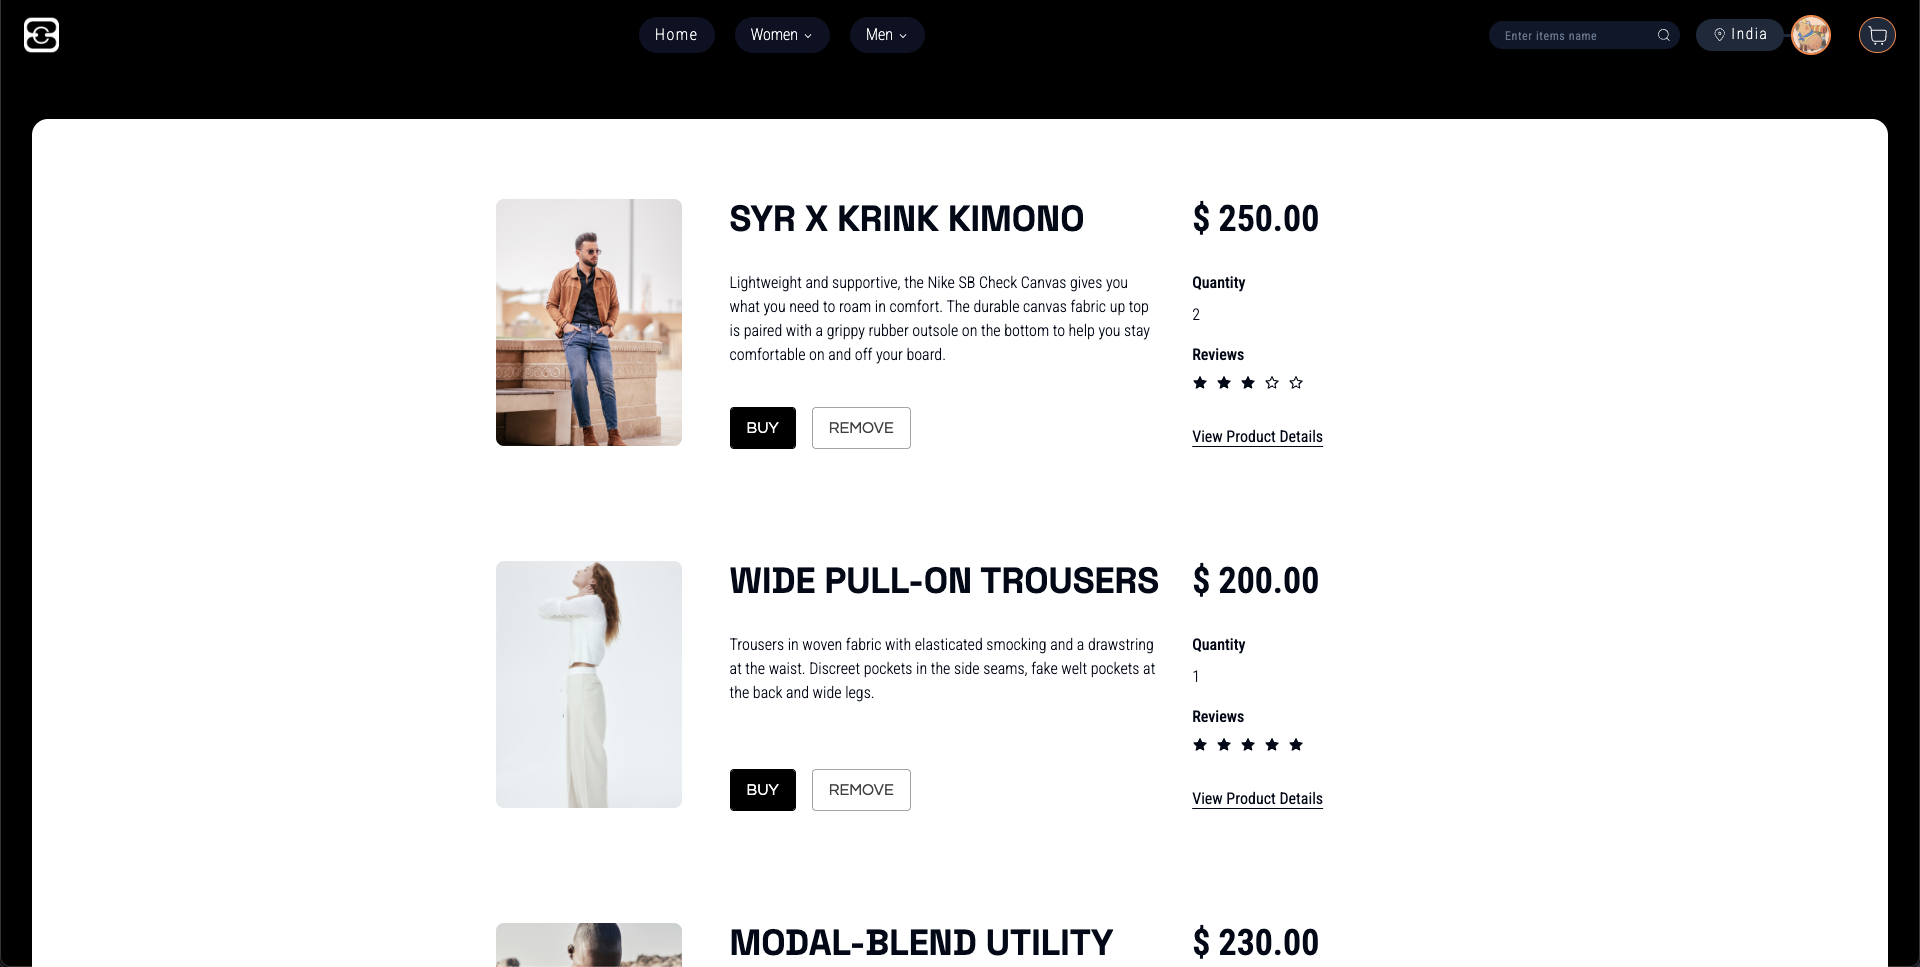 Home
Women
Men
Enter items name
India
SYR X KRINK KIMONO
$ 250.00
Lightweight and supportive, the Nike SB Check Canvas gives you
what you need to roam in comfort. The durable canvas fabric up top
is paired with a grippy rubber outsole on the bottom to help you stay
comfortable on and off your board.
Quantity
2
Reviews
BUY
REMOVE
View Product Details
WIDE PULL-ON TROUSERS
$ 200.00
Trousers in woven fabric with elasticated smocking and a drawstring
at the waist. Discreet pockets in the side seams, fake welt pockets at
the back and wide legs.
Quantity
1
Reviews
BUY
REMOVE
View Product Details
MODAL-BLEND UTILITY
$ 230.00